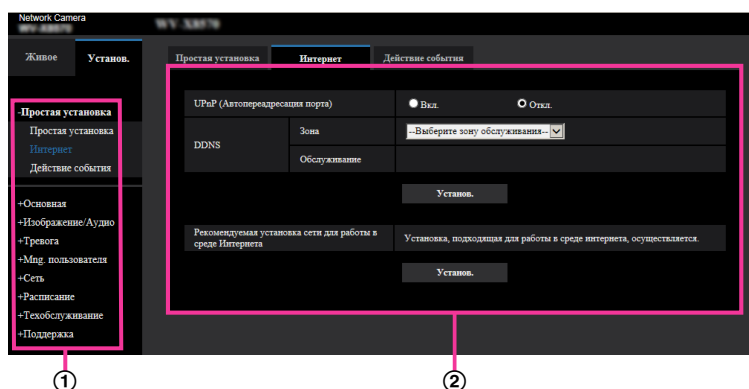 Network Camera
Живое
Установ.
Простая установка
Интернет
Действие события
-Простая установка
Простая установка
Интернет
Действие события
+Основная
+Изображение/Аудио
+Тревога
+Mng. пользователя
+Сеть
+Расписание
+Техобслуживание
+Поддержка
UPnP (Автопереадресация порта)
Вкл.
Откл.
DDNS
Зона
--Выберите зону обслуживания--
Обслуживание
Установ.
Рекомендуемая установка сети для работы в
среде Интернета
Установка, подходящая для работы в среде интернета, осуществляется.
Установ.
1
2